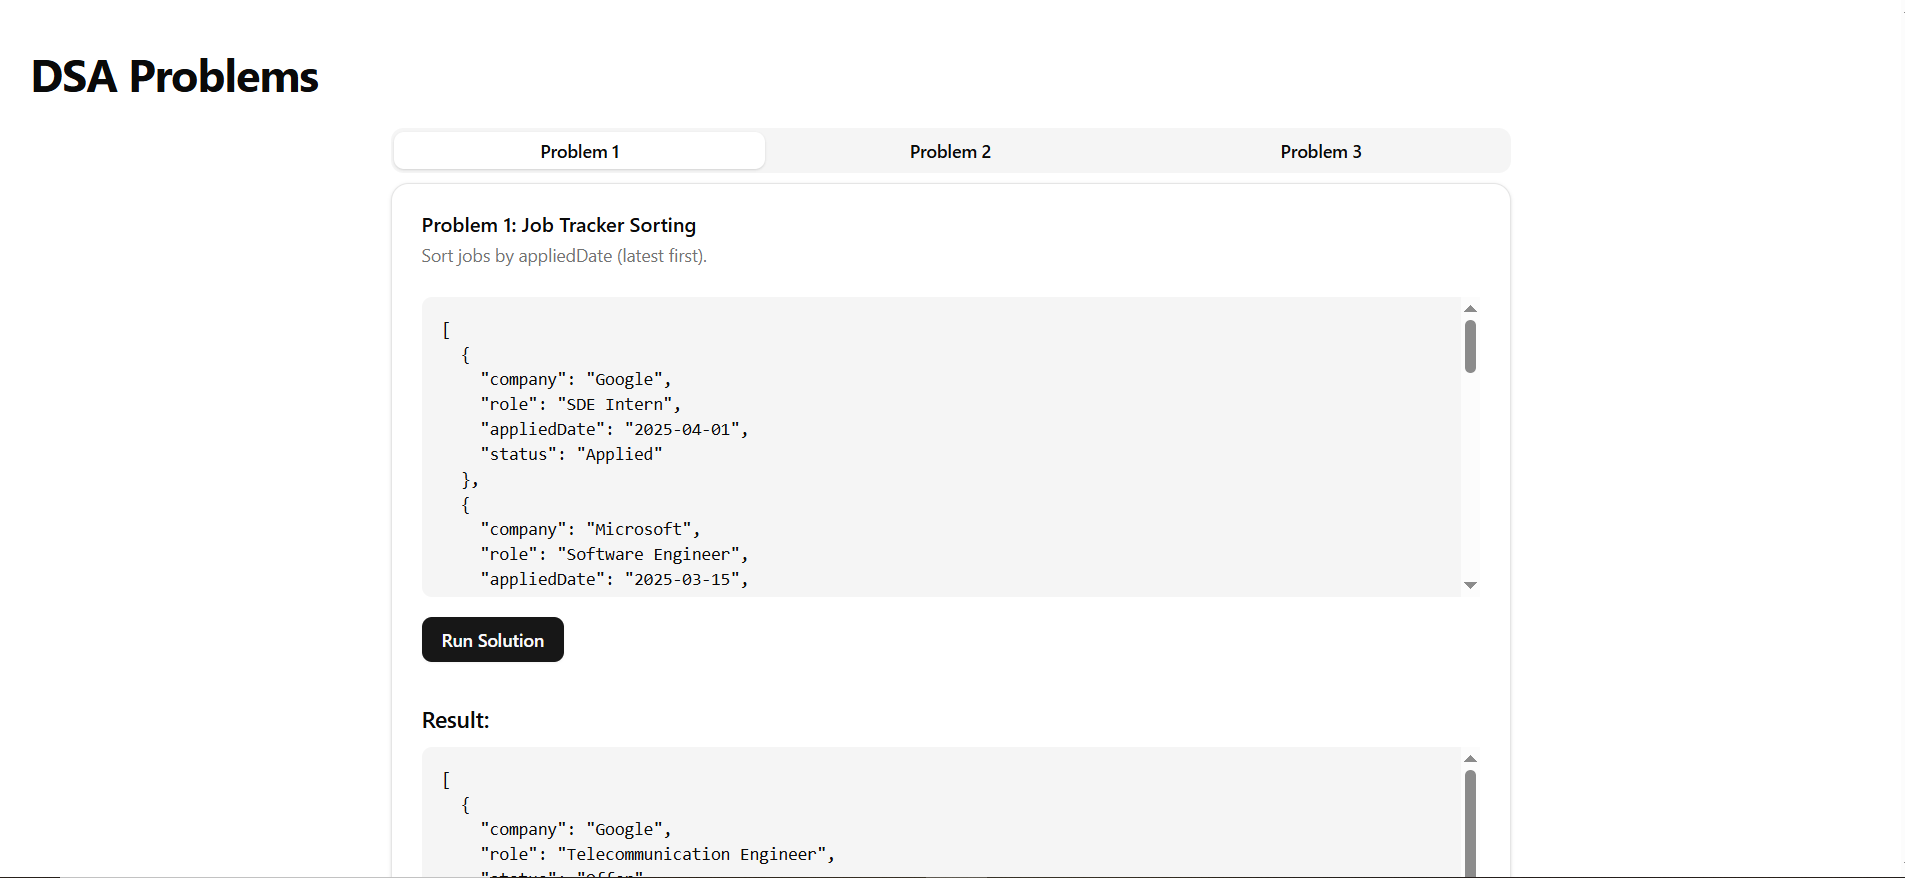 DSA Problems
Problem 1
Problem 2
Problem 3
Problem 1: Job Tracker Sorting
Sort jobs by appliedDate (latest first).
[
{
"company": "Google",
"role": "SDE Intern",
"appliedDate": "2025-04-01",
"status": "Applied"
},
{
"company": "Microsoft",
"role": "Software Engineer",
"appliedDate": "2025-03-15",
Run Solution
Result:
[
{
"company": "Google",
"role": "Telecommunication Engineer",
"status": "Offer"